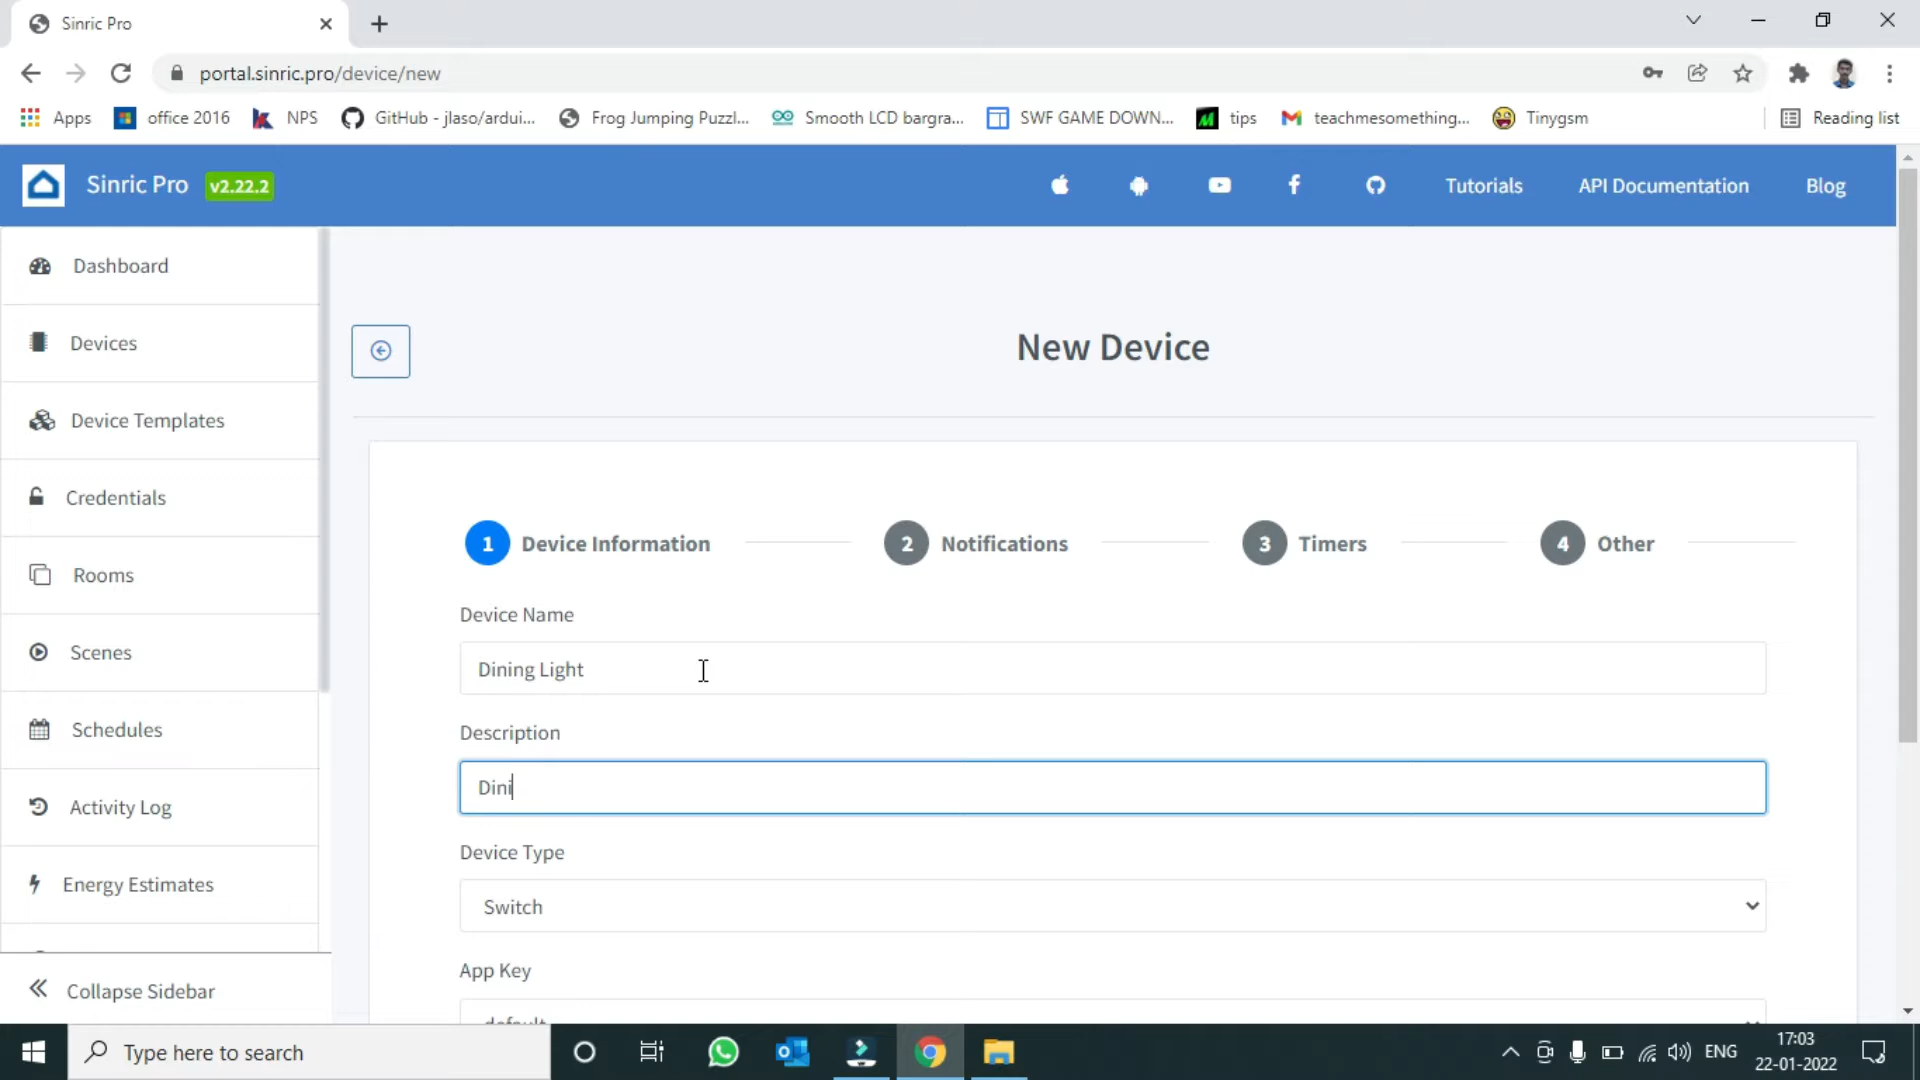 Sinric Pro
portal.sinric.pro/device/new
Apps office 2016 NPS GitHub - jlaso/ardui... Frog Jumping Puzzl... Smooth LCD bargra... SWF GAME DOWN... tips teachmesomething... Tinygsm Reading list
Sinric Pro v2.22.2 Tutorials API Documentation Blog
Dashboard
Devices
Device Templates
Credentials
Rooms
Scenes
Schedules
Activity Log
Energy Estimates
Collapse Sidebar
New Device
1 Device Information 2 Notifications 3 Timers 4 Other
Device Name
Dining Light
Description
Dini
Device Type
Switch
App Key
default
Type here to search
ENG
17:03
22-01-2022